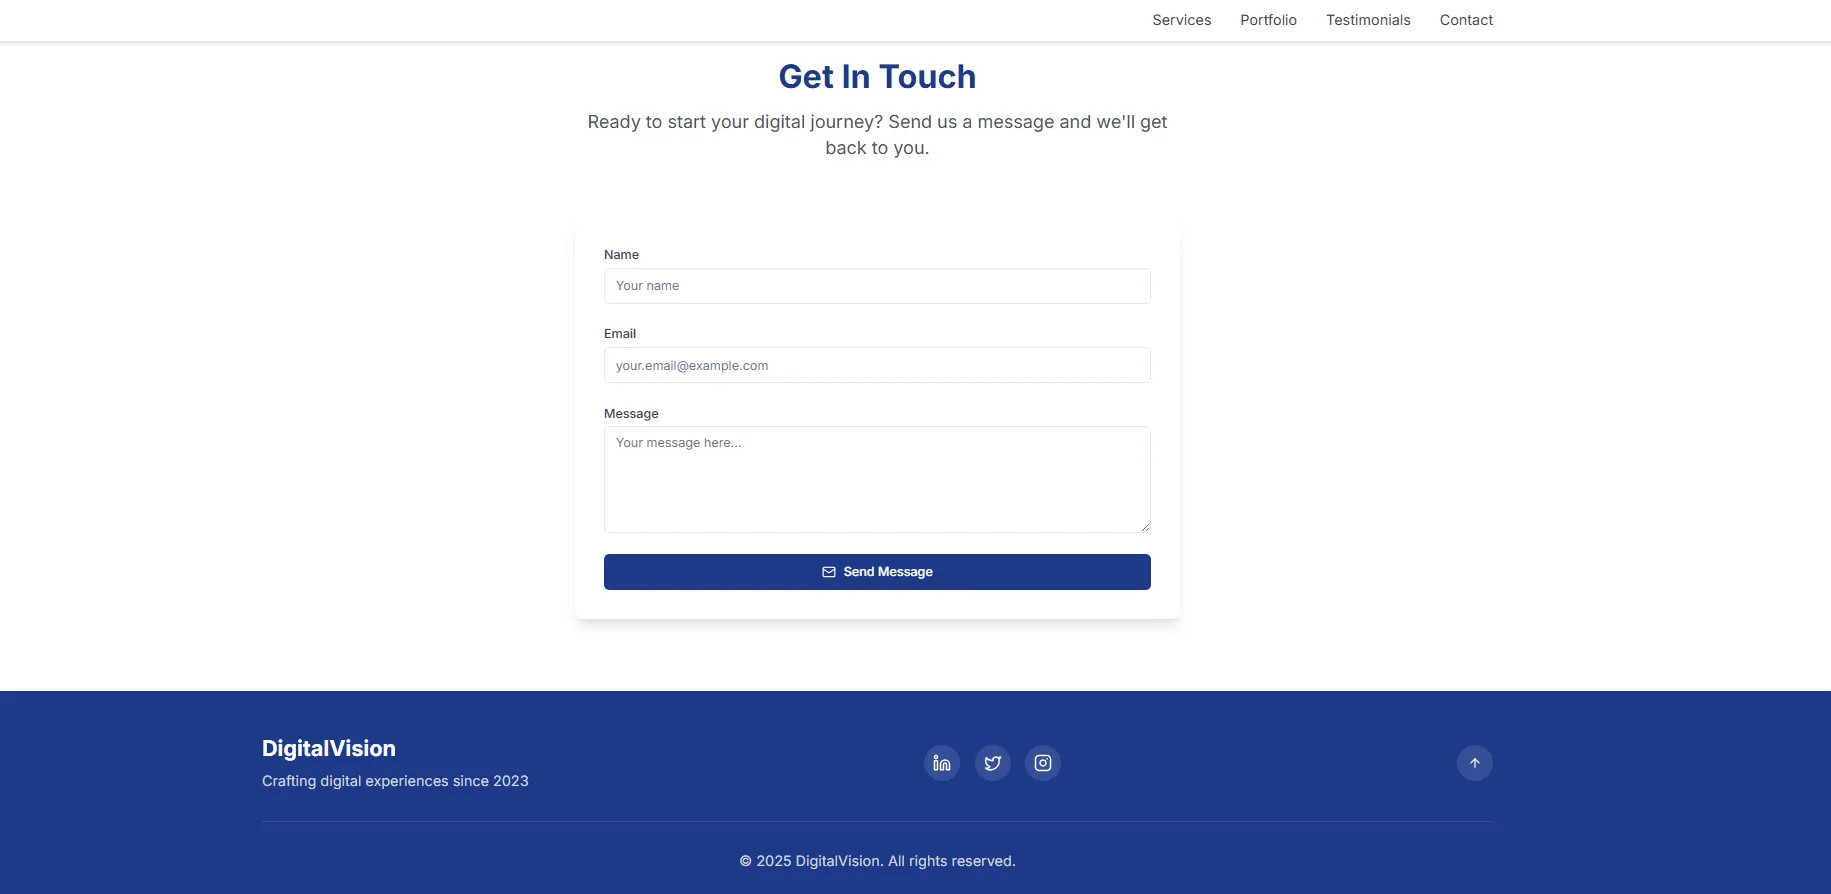 Services Portfolio Testimonials Contact
Get In Touch
Ready to start your digital journey? Send us a message and we'll get
back to you.
Name
Your name
Email
your.email@example.com
Message
Your message here...
Send Message
DigitalVision
Crafting digital experiences since 2023
© 2025 DigitalVision. All rights reserved.